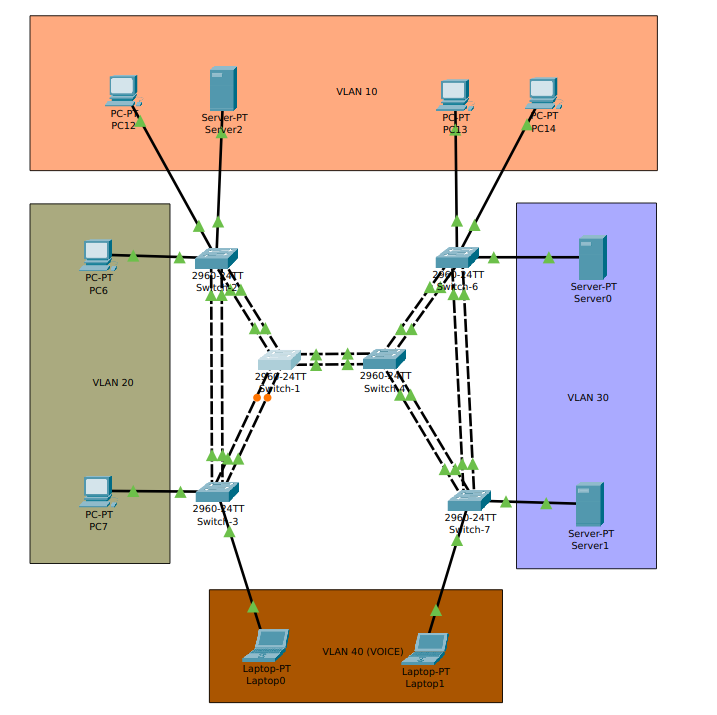 VLAN 10
PC-PT
PC12
Server-PT
Server2
PC-PT
PC13
PC-PT
PC14
PC-PT
PC6
2960-24TT
Switch-2
2960-24TT
Switch-6
Server-PT
Server0
VLAN 20
2960-24TT
Switch-1
2960-24TT
Switch-4
VLAN 30
PC-PT
PC7
2960-24TT
Switch-3
2960-24TT
Switch-7
Server-PT
Server1
VLAN 40 (VOICE)
Laptop-PT
Laptop0
Laptop-PT
Laptop1